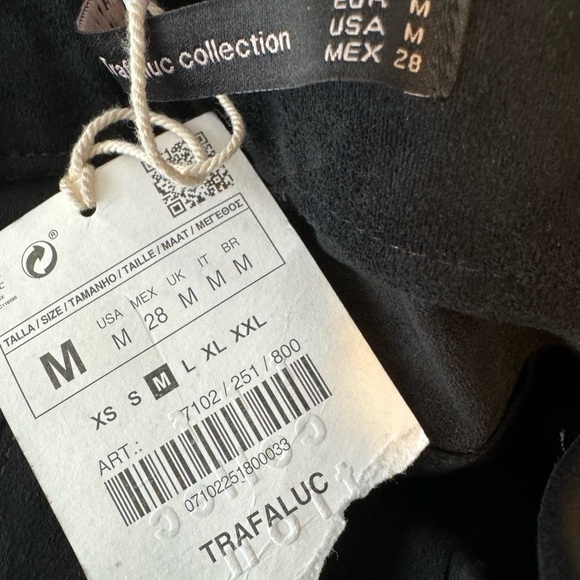 Trafaluc collection
EUR M
USA M
MEX 28
TALLA / SIZE / TAMANHO / TAILLE / MAAT / ΜΕΓΕΘΟΣ
M
USA MEX UK IT BR
M 28 M M M
XS S M L XL XXL
ART.: 7102 / 251 / 800
07102251800033
TRAFALUC